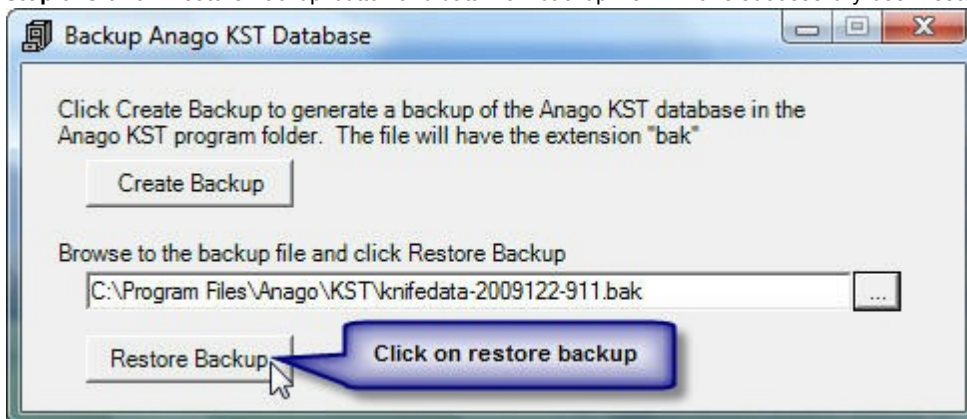 Backup Anago KST Database
Click Create Backup to generate a backup of the Anago KST database in the
Anago KST program folder. The file will have the extension "bak"
Create Backup
Browse to the backup file and click Restore Backup
C:\Program Files\Anago\KST\knifedata-2009122-911.bak
...
Restore Backup
Click on restore backup